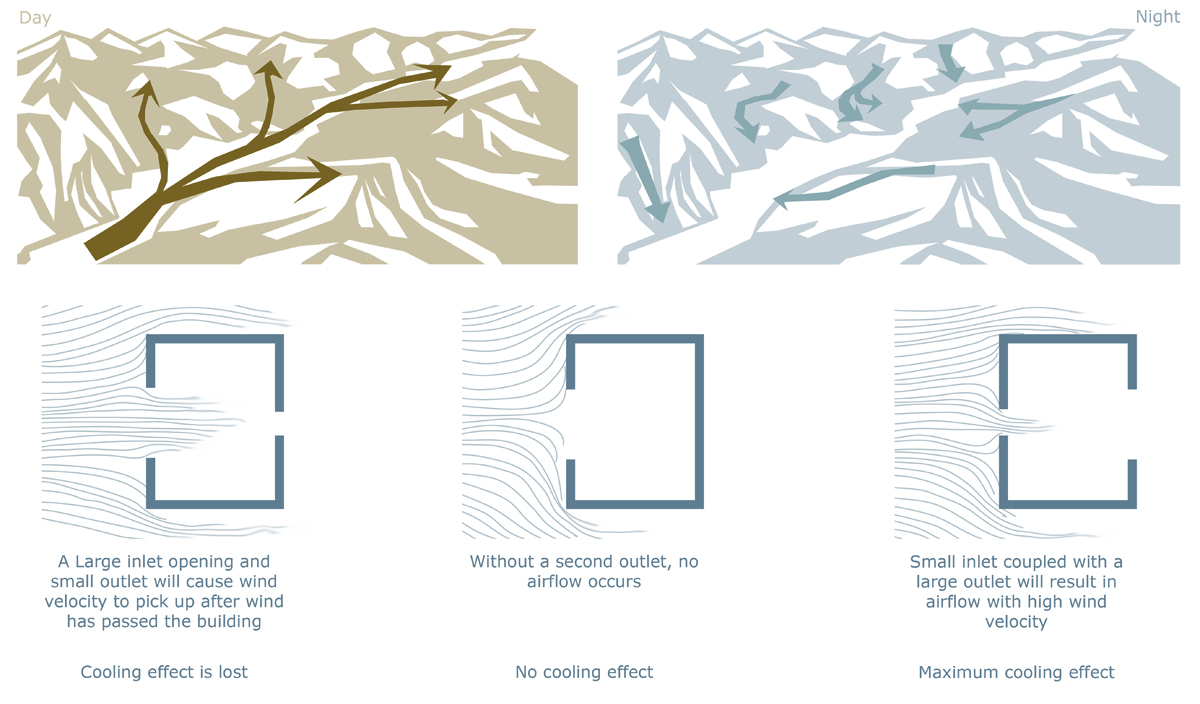 Day
Night
A Large inlet opening and
small outlet will cause wind
velocity to pick up after wind
has passed the building
Cooling effect is lost
Without a second outlet, no
airflow occurs
No cooling effect
Small inlet coupled with a
large outlet will result in
airflow with high wind
velocity
Maximum cooling effect